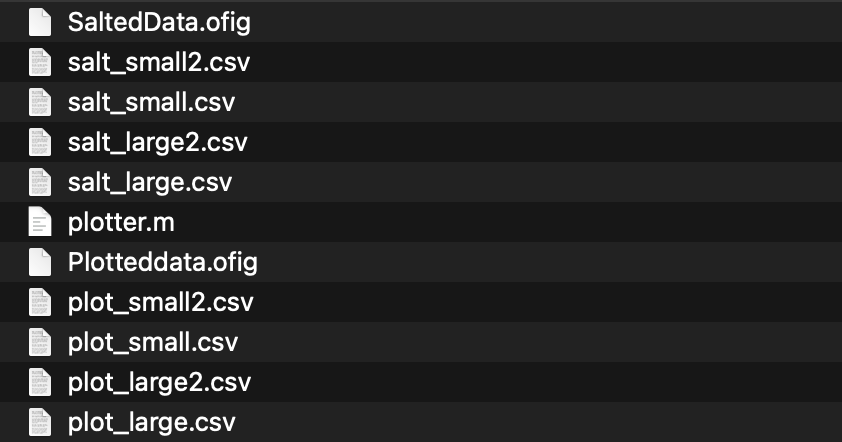 SaltedData.ofig
salt_small2.csv
salt_small.csv
salt_large2.csv
salt_large.csv
plotter.m
Plotteddata.ofig
plot_small2.csv
plot_small.csv
plot_large2.csv
plot_large.csv